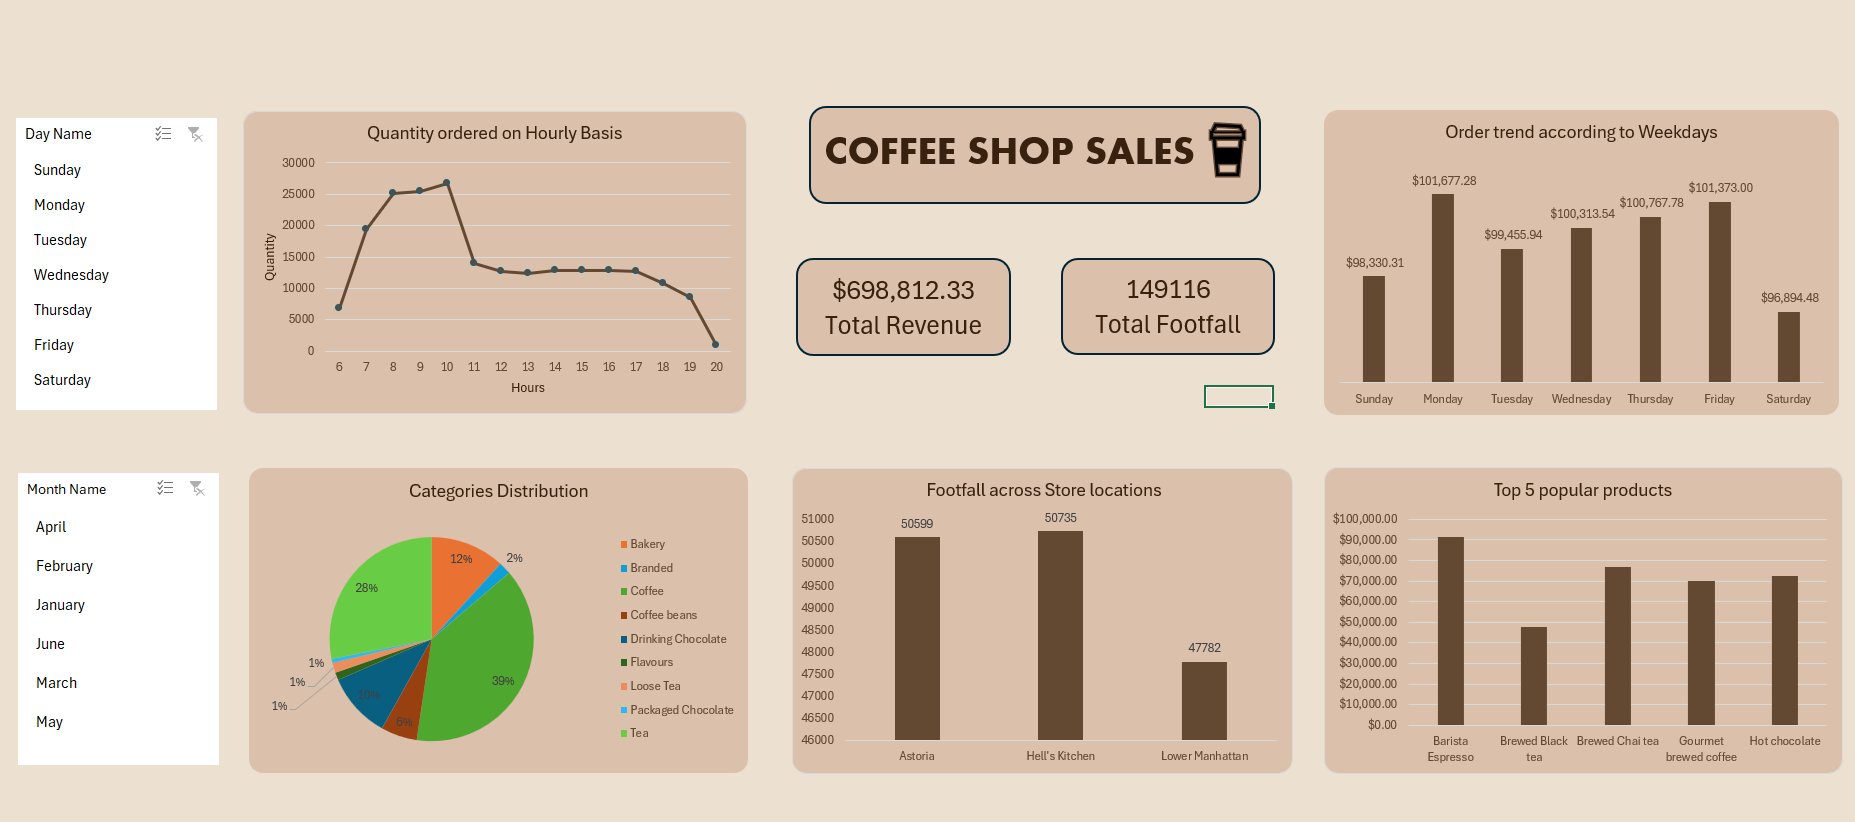 Day Name
Sunday
Monday
Tuesday
Wednesday
Thursday
Friday
Saturday
Quantity ordered on Hourly Basis
30000
25000
20000
15000
10000
5000
0
Quantity
6 7 8 9 10 11 12 13 14 15 16 17 18 19 20
Hours
COFFEE SHOP SALES
$698,812.33
Total Revenue
149116
Total Footfall
Order trend according to Weekdays
$98,330.31
$101,677.28
$99,455.94
$100,313.54
$100,767.78
$101,373.00
$96,894.48
Sunday Monday Tuesday Wednesday Thursday Friday Saturday
Month Name
April
February
January
June
March
May
Categories Distribution
12%
2%
39%
6%
10%
1%
1%
1%
28%
Bakery
Branded
Coffee
Coffee beans
Drinking Chocolate
Flavours
Loose Tea
Packaged Chocolate
Tea
Footfall across Store locations
51000
50500
50000
49500
49000
48500
48000
47500
47000
46500
46000
50599
50735
47782
Astoria Hell's Kitchen Lower Manhattan
Top 5 popular products
$100,000.00
$90,000.00
$80,000.00
$70,000.00
$60,000.00
$50,000.00
$40,000.00
$30,000.00
$20,000.00
$10,000.00
$0.00
Barista Espresso
Brewed Black tea
Brewed Chai tea
Gourmet brewed coffee
Hot chocolate